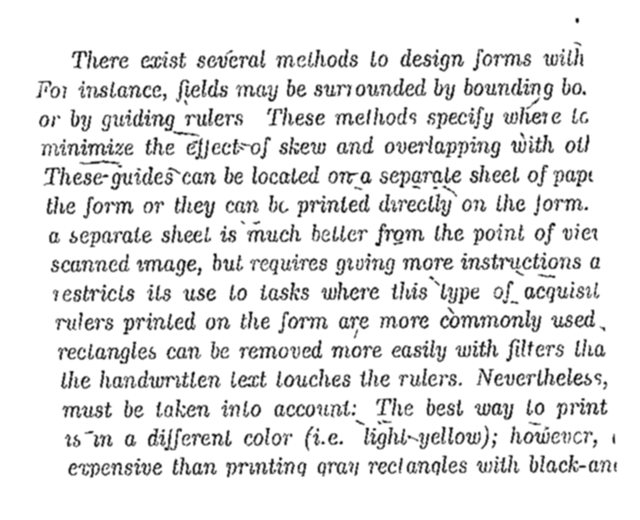 There exist several methods to design forms with
For instance, fields may be surrounded by bounding bo
or by guiding rulers These methods specify where to
minimize the effect of skew and overlapping with ot
These guides can be located on a separate sheet of pape
the form or they can be printed directly on the form.
a separate sheet is much better from the point of vie
scanned image, but requires giving more instructions a
restricts its use to tasks where this type of acquisit
rulers printed on the form are more commonly used
rectangles can be removed more easily with filters tha
the handwritten text touches the rulers. Nevertheless,
must be taken into account: The best way to print
is in a different color (i.e. light yellow); however,
expensive than printing gray rectangles with black-an